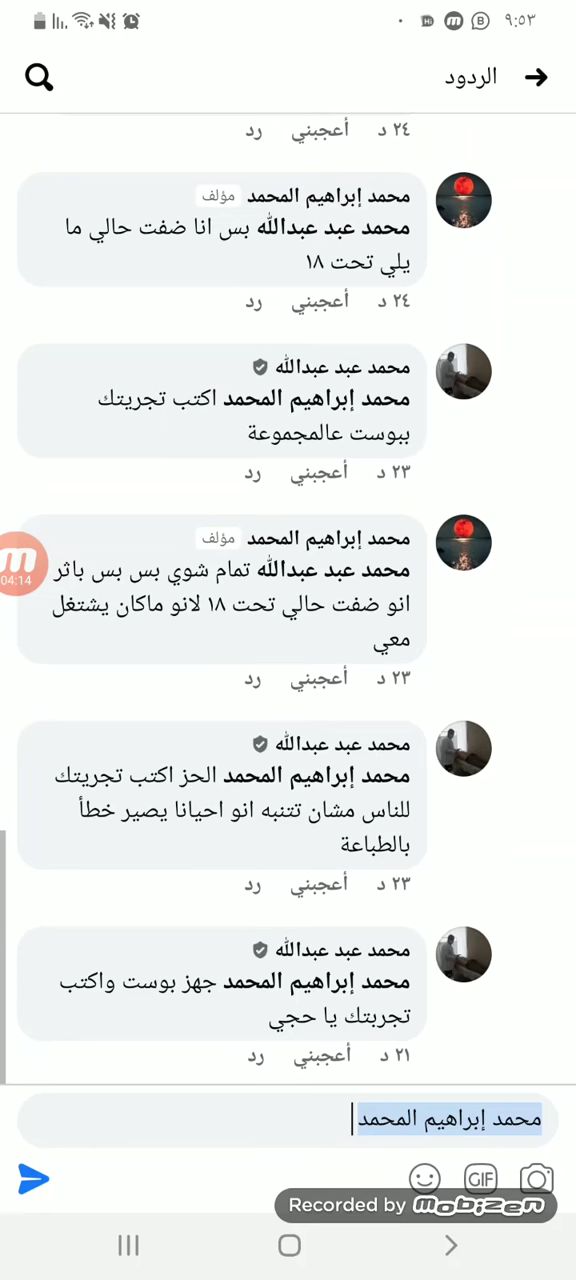 ٩:٥٣
الردود
٢٤ د أعجبني رد
محمد إبراهيم المحمد مؤلف
محمد عبد عبدالله بس انا ضفت حالي ما
يلي تحت ١٨
٢٤ د أعجبني رد
محمد عبد عبدالله
محمد إبراهيم المحمد اكتب تجريتك
ببوست عالمجموعة
٢٣ د أعجبني رد
محمد إبراهيم المحمد مؤلف
محمد عبد عبدالله تمام شوي بس بس باثر
انو ضفت حالي تحت ١٨ لانو ماكان يشتغل
معي
٢٣ د أعجبني رد
محمد عبد عبدالله
محمد إبراهيم المحمد الحز اكتب تجريتك
للناس مشان تتنبه انو احيانا يصير خطأ
بالطباعة
٢٣ د أعجبني رد
محمد عبد عبدالله
محمد إبراهيم المحمد جهز بوست واكتب
تجربتك يا حجي
٢١ د أعجبني رد
04:14
محمد إبراهيم المحمد
GIF
Recorded by mobizen